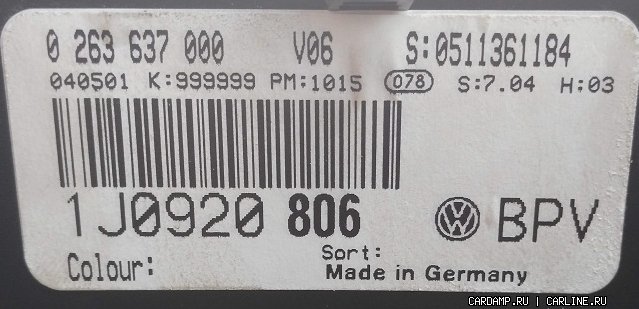 0 263 637 000 V06 S:0511361184
040501 K:999999 PM:1015 078 S:7.04 H:03
1J0920 806 VW BPV
Sort:
Colour: Made in Germany
CARDAMP.RU | CARLINE.RU